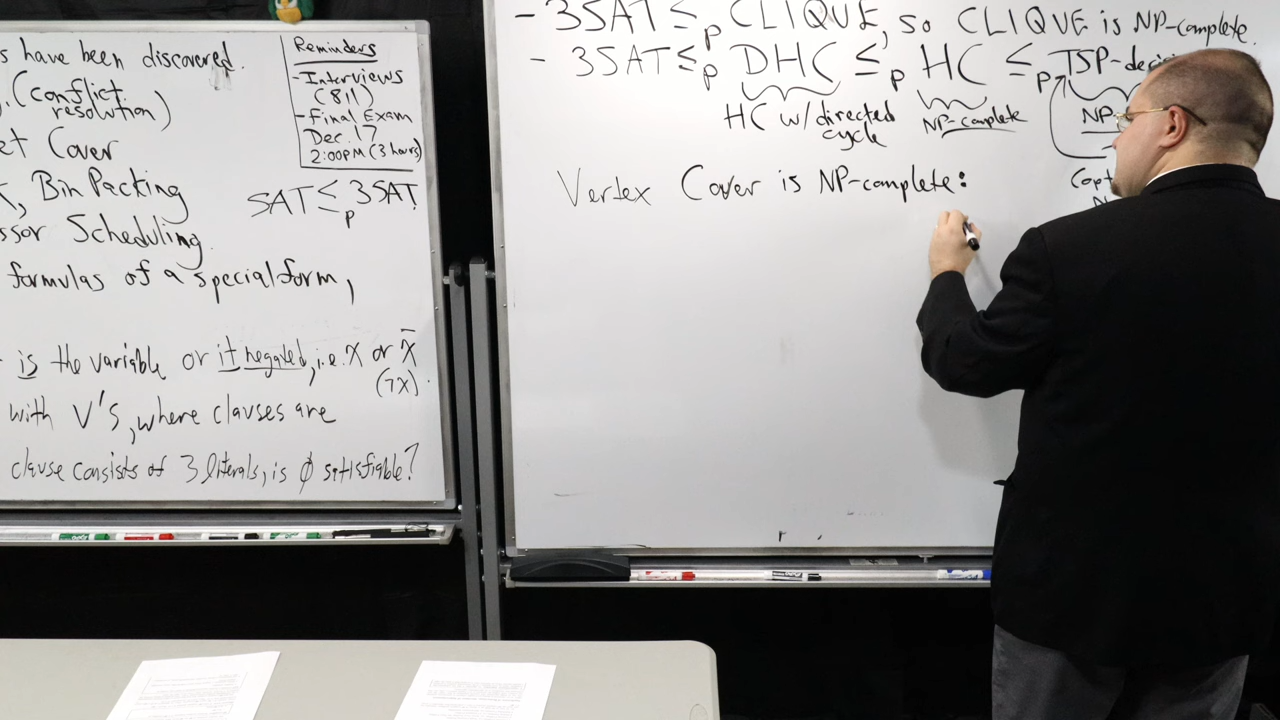 s have been discovered.
(conflict
resolution)
et Cover
, Bin Packing
ssor Scheduling.
formulas of a special form,
is the variable or it negated, i.e. x or x̄
(¬x).
with V's, where clauses are
clause consists of 3 literals, is ϕ sitisfiable?
Reminders
- Interviews
(811)
- Final Exam
Dec. 17
2:00PM (3 hours)
SAT ≤p 3SAT.
- 3SAT ≤p CLIQUE, so CLIQUE is NP-complete.
- 3SAT ≤p DHC ≤p HC ≤p TSP-deci
HC w/ directed
cycle
NP-complete
NP
Vertex Cover is NP-complete: